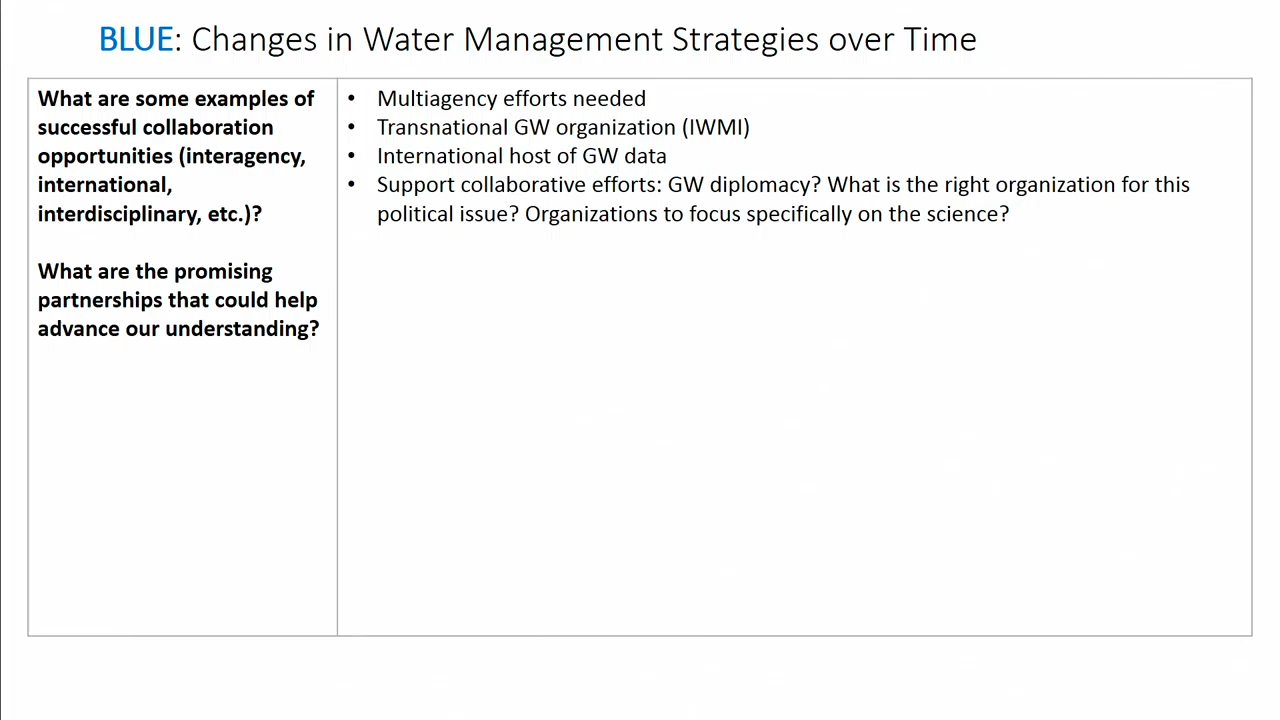 BLUE: Changes in Water Management Strategies over Time
What are some examples of
successful collaboration
opportunities (interagency,
international,
interdisciplinary, etc.)?
What are the promising
partnerships that could help
advance our understanding?
• Multiagency efforts needed
• Transnational GW organization (IWMI)
• International host of GW data
• Support collaborative efforts: GW diplomacy? What is the right organization for this
political issue? Organizations to focus specifically on the science?